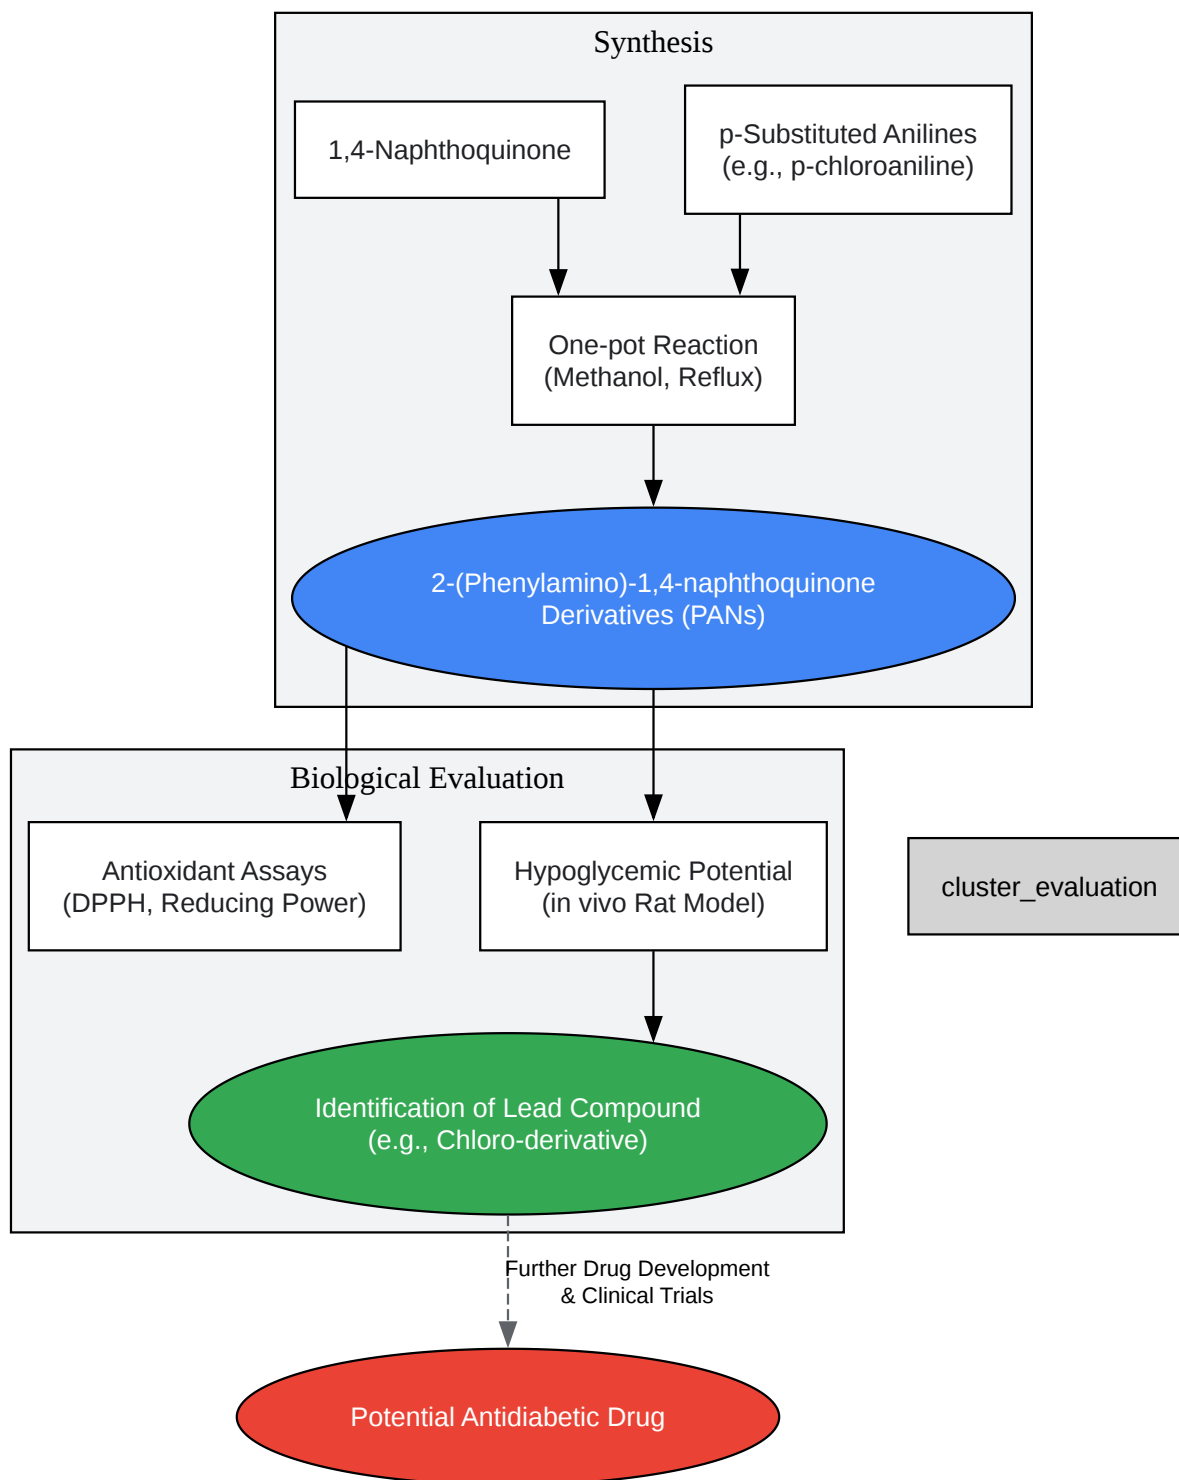 Synthesis
1,4-Naphthoquinone
p-Substituted Anilines
(e.g., p-chloroaniline)
One-pot Reaction
(Methanol, Reflux)
2-(Phenylamino)-1,4-naphthoquinone
Derivatives (PANs)
Biological Evaluation
Antioxidant Assays
(DPPH, Reducing Power)
Hypoglycemic Potential
(in vivo Rat Model)
cluster_evaluation
Identification of Lead Compound
(e.g., Chloro-derivative)
Further Drug Development
& Clinical Trials
Potential Antidiabetic Drug